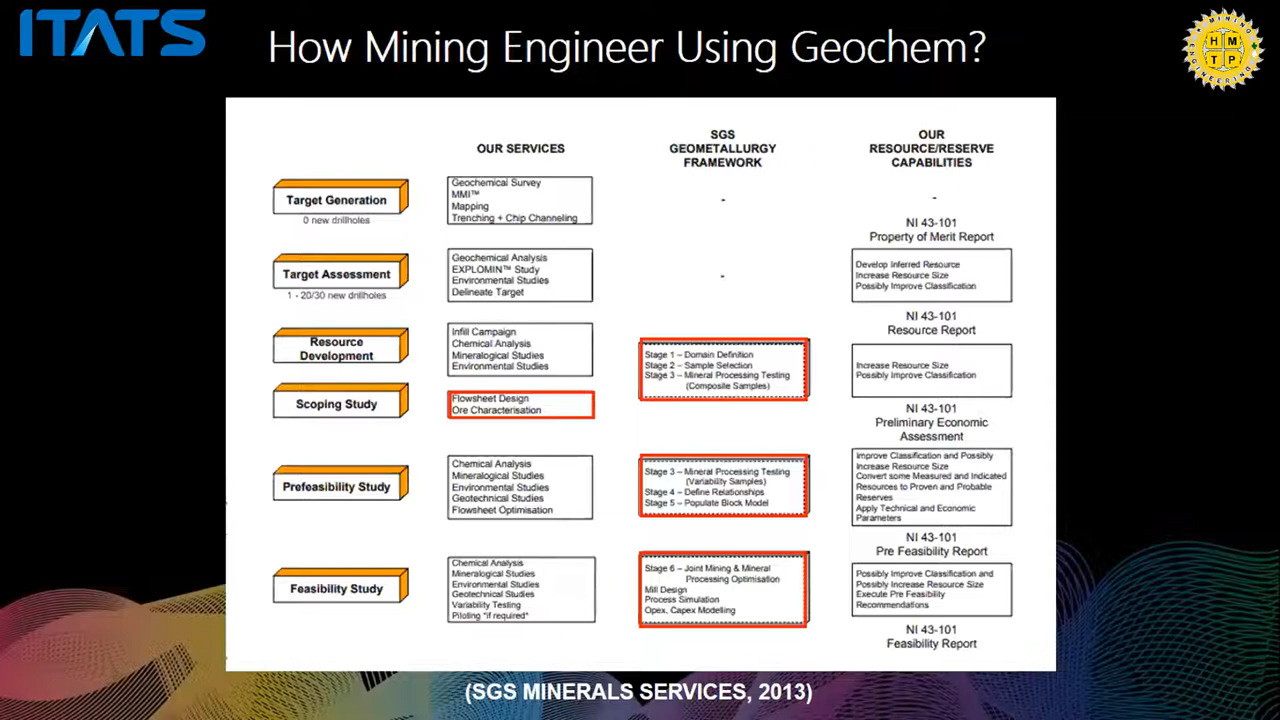 ITATS
How Mining Engineer Using Geochem?
MINING
H M
T P
ENGINEERING
OUR SERVICES
SGS
GEOMETALLURGY
FRAMEWORK
OUR
RESOURCE/RESERVE
CAPABILITIES
Target Generation
0 new drillholes
Geochemical Survey
MMI™
Mapping
Trenching + Chip Channeling
-
-
NI 43-101
Property of Merit Report
Target Assessment
1 - 20/30 new drillholes
Geochemical Analysis
EXPLOMIN™ Study
Environmental Studies
Delineate Target
-
Develop Inferred Resource
Increase Resource Size
Possibly Improve Classification
NI 43-101
Resource Report
Resource
Development
Infill Campaign
Chemical Analysis
Mineralogical Studies
Environmental Studies
Stage 1 – Domain Definition
Stage 2 – Sample Selection
Stage 3 – Mineral Processing Testing
(Composite Samples)
Increase Resource Size
Possibly Improve Classification
Scoping Study
Flowsheet Design
Ore Characterisation
NI 43-101
Preliminary Economic
Assessment
Prefeasibility Study
Chemical Analysis
Mineralogical Studies
Environmental Studies
Geotechnical Studies
Flowsheet Optimisation
Stage 3 – Mineral Processing Testing
(Variability Samples)
Stage 4 – Define Relationships
Stage 5 – Populate Block Model
Improve Classification and Possibly
Increase Resource Size
Convert some Measured and Indicated
Resources to Proven and Probable
Reserves
Apply Technical and Economic
Parameters
NI 43-101
Pre Feasibility Report
Feasibility Study
Chemical Analysis
Mineralogical Studies
Environmental Studies
Geotechnical Studies
Variability Testing
Piloting *if required*
Stage 6 – Joint Mining & Mineral
Processing Optimisation
Mill Design
Process Simulation
Opex, Capex Modelling
Possibly Improve Classification and
Possibly Increase Resource Size
Execute Pre Feasibility
Recommendations
NI 43-101
Feasibility Report
(SGS MINERALS SERVICES, 2013)